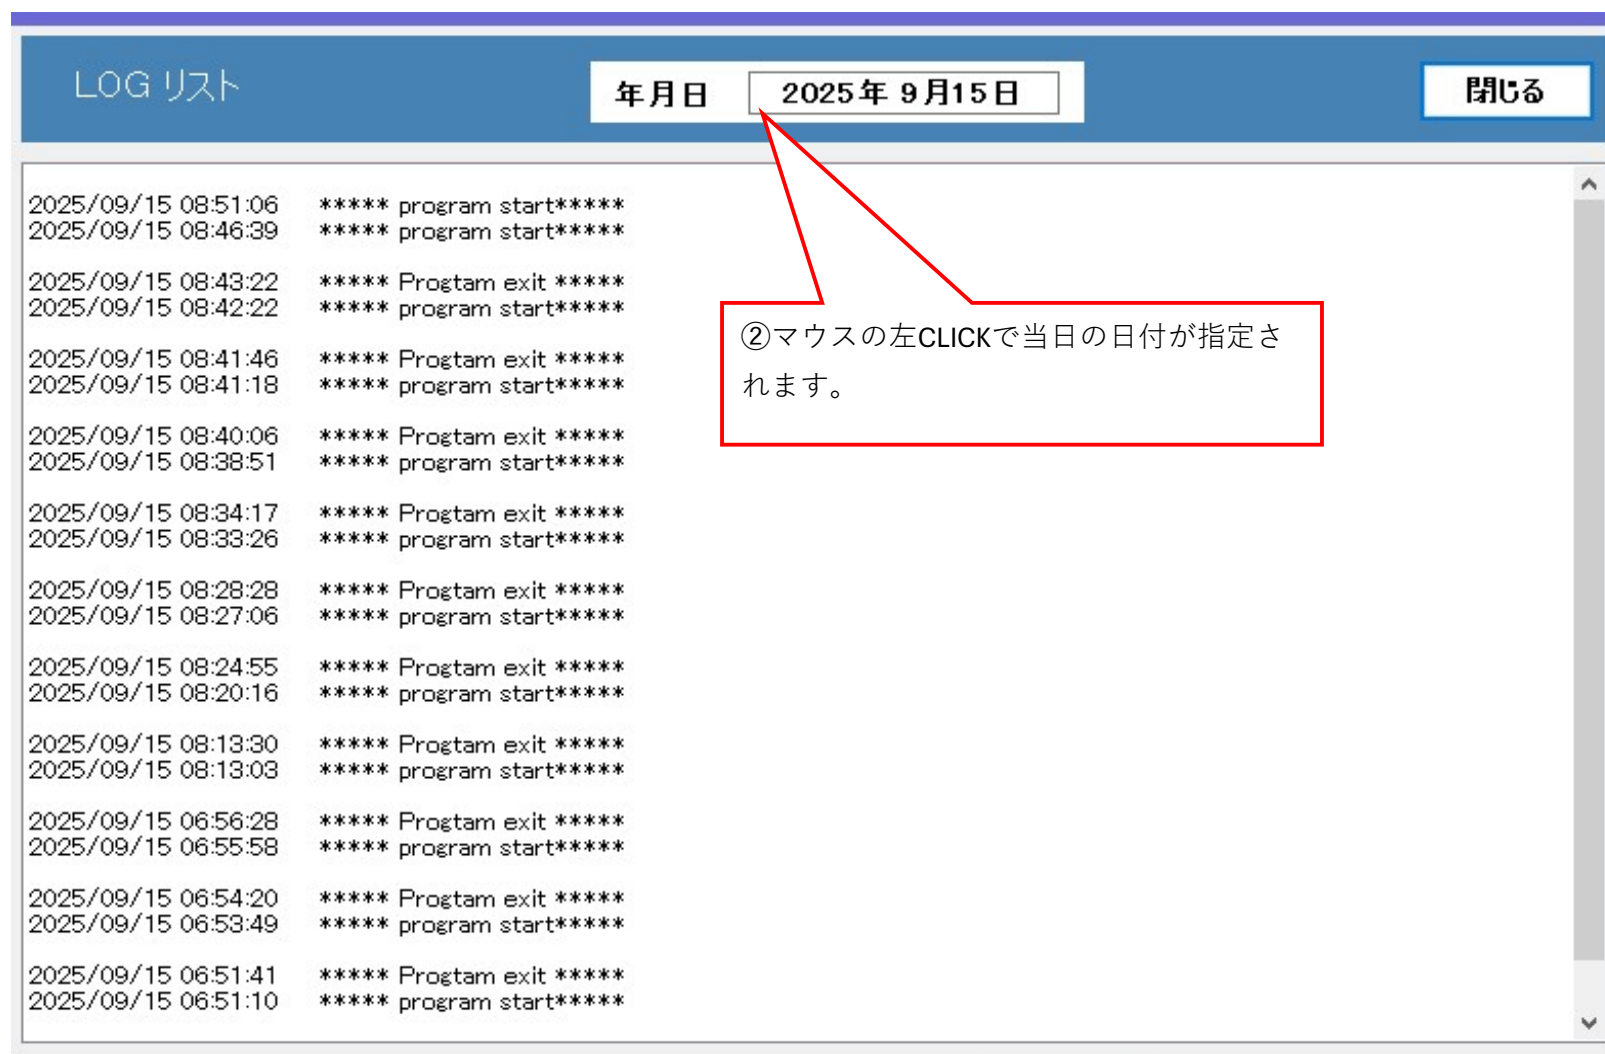 LOG リスト
年月日 2025年 9月15日
閉じる
2025/09/15 08:51:06 ***** program start*****
2025/09/15 08:46:39 ***** program start*****
2025/09/15 08:43:22 ***** Progtam exit *****
2025/09/15 08:42:22 ***** program start*****
2025/09/15 08:41:46 ***** Progtam exit *****
2025/09/15 08:41:18 ***** program start*****
2025/09/15 08:40:06 ***** Progtam exit *****
2025/09/15 08:38:51 ***** program start*****
2025/09/15 08:34:17 ***** Progtam exit *****
2025/09/15 08:33:26 ***** program start*****
2025/09/15 08:28:28 ***** Progtam exit *****
2025/09/15 08:27:06 ***** program start*****
2025/09/15 08:24:55 ***** Progtam exit *****
2025/09/15 08:20:16 ***** program start*****
2025/09/15 08:13:30 ***** Progtam exit *****
2025/09/15 08:13:03 ***** program start*****
2025/09/15 06:56:28 ***** Progtam exit *****
2025/09/15 06:55:58 ***** program start*****
2025/09/15 06:54:20 ***** Progtam exit *****
2025/09/15 06:53:49 ***** program start*****
2025/09/15 06:51:41 ***** Progtam exit *****
2025/09/15 06:51:10 ***** program start*****
②マウスの左CLICKで当日の日付が指定さ
れます。